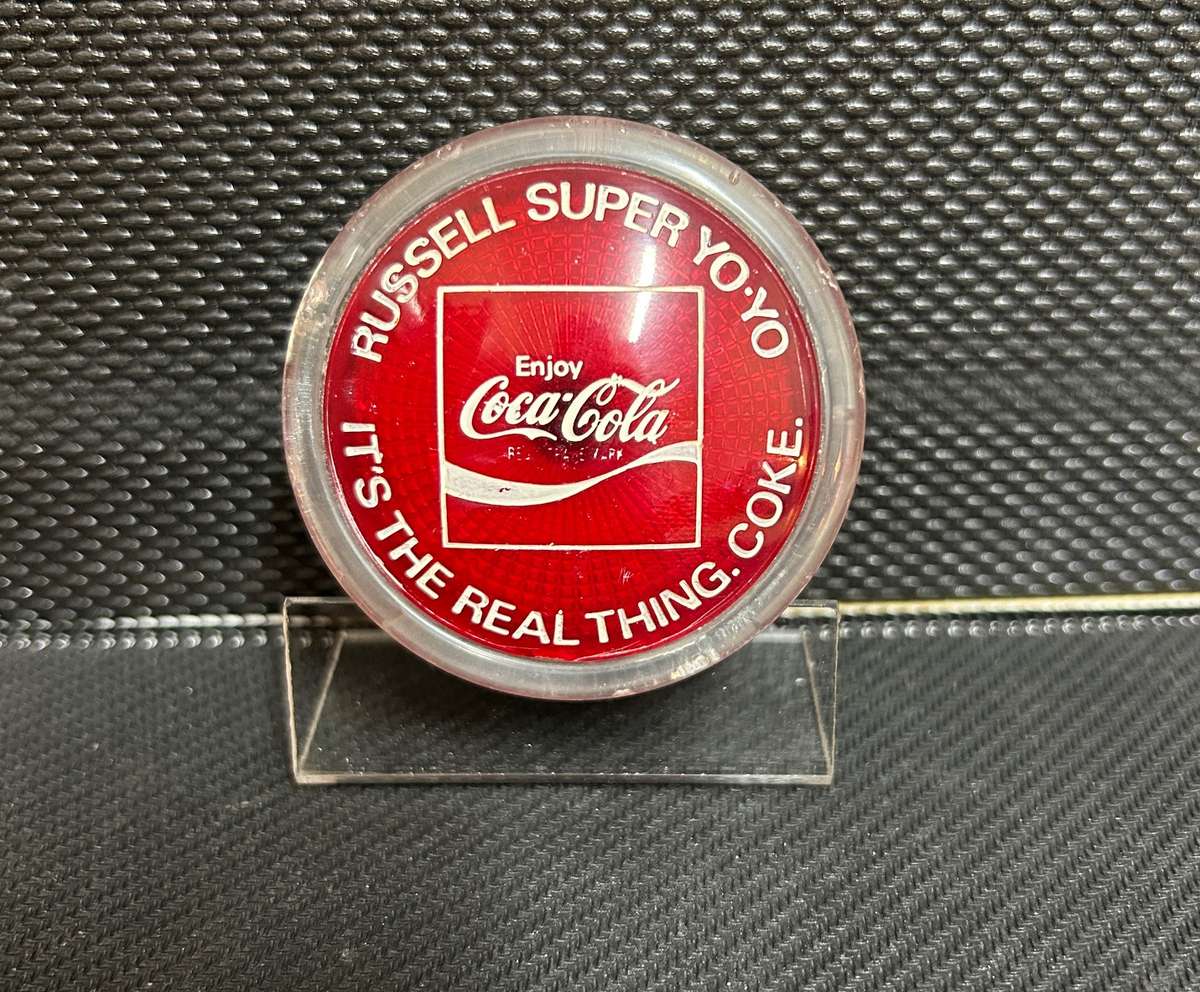 RUSSELL SUPER YO·YO
Enjoy
Coca-Cola
IT'S THE REAL THING. COKE.